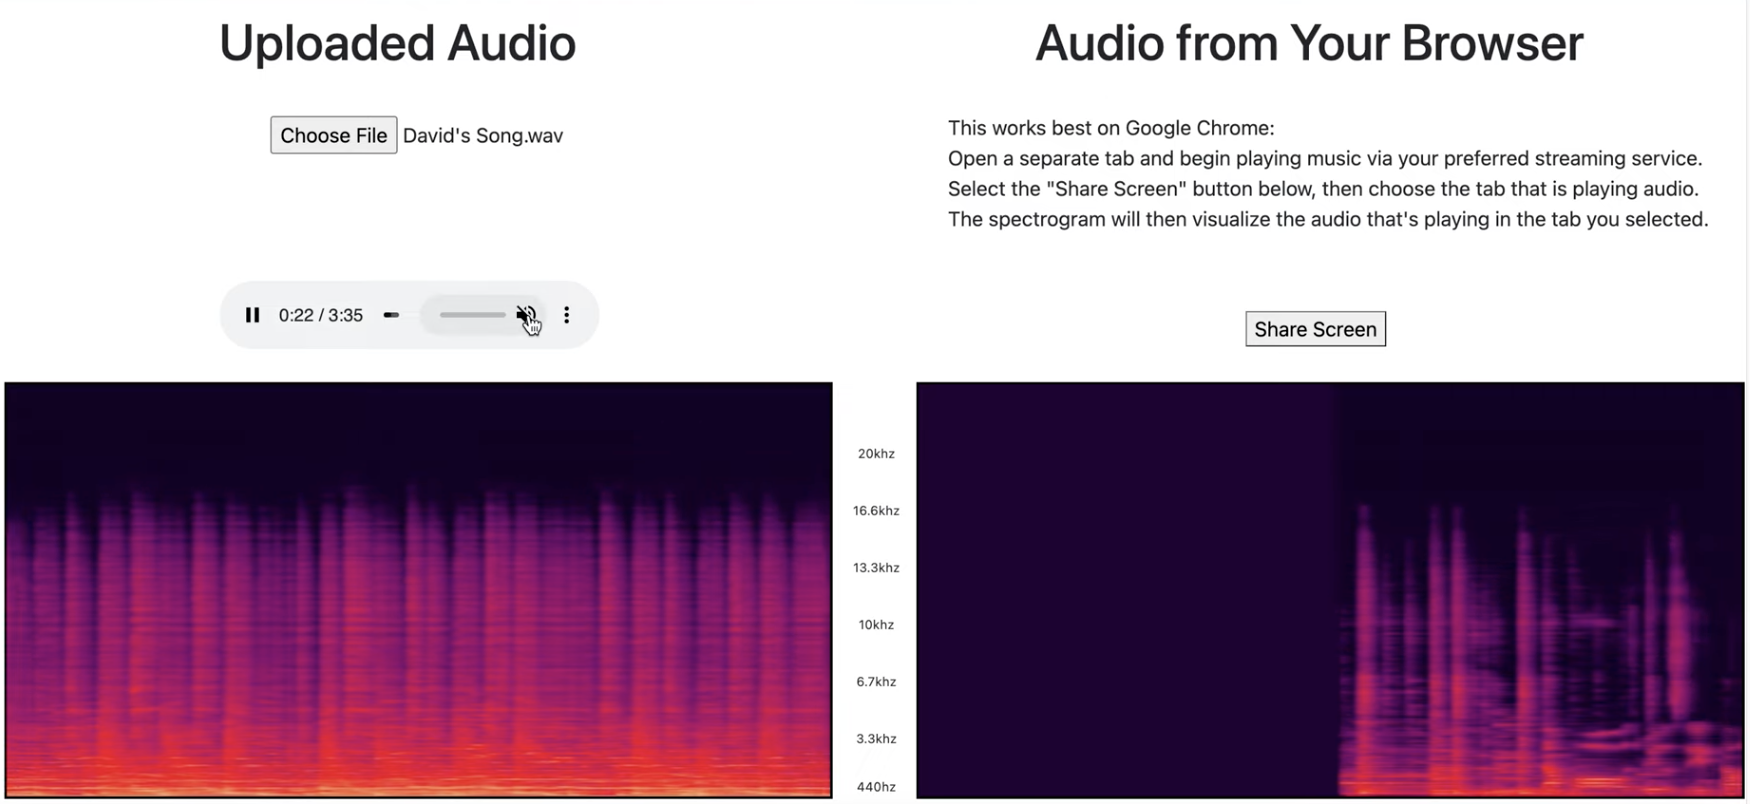 Uploaded Audio
Choose File David's Song.wav
0:22 / 3:35
Audio from Your Browser
This works best on Google Chrome:
Open a separate tab and begin playing music via your preferred streaming service.
Select the "Share Screen" button below, then choose the tab that is playing audio.
The spectrogram will then visualize the audio that's playing in the tab you selected.
Share Screen
20khz
16.6khz
13.3khz
10khz
6.7khz
3.3khz
440hz